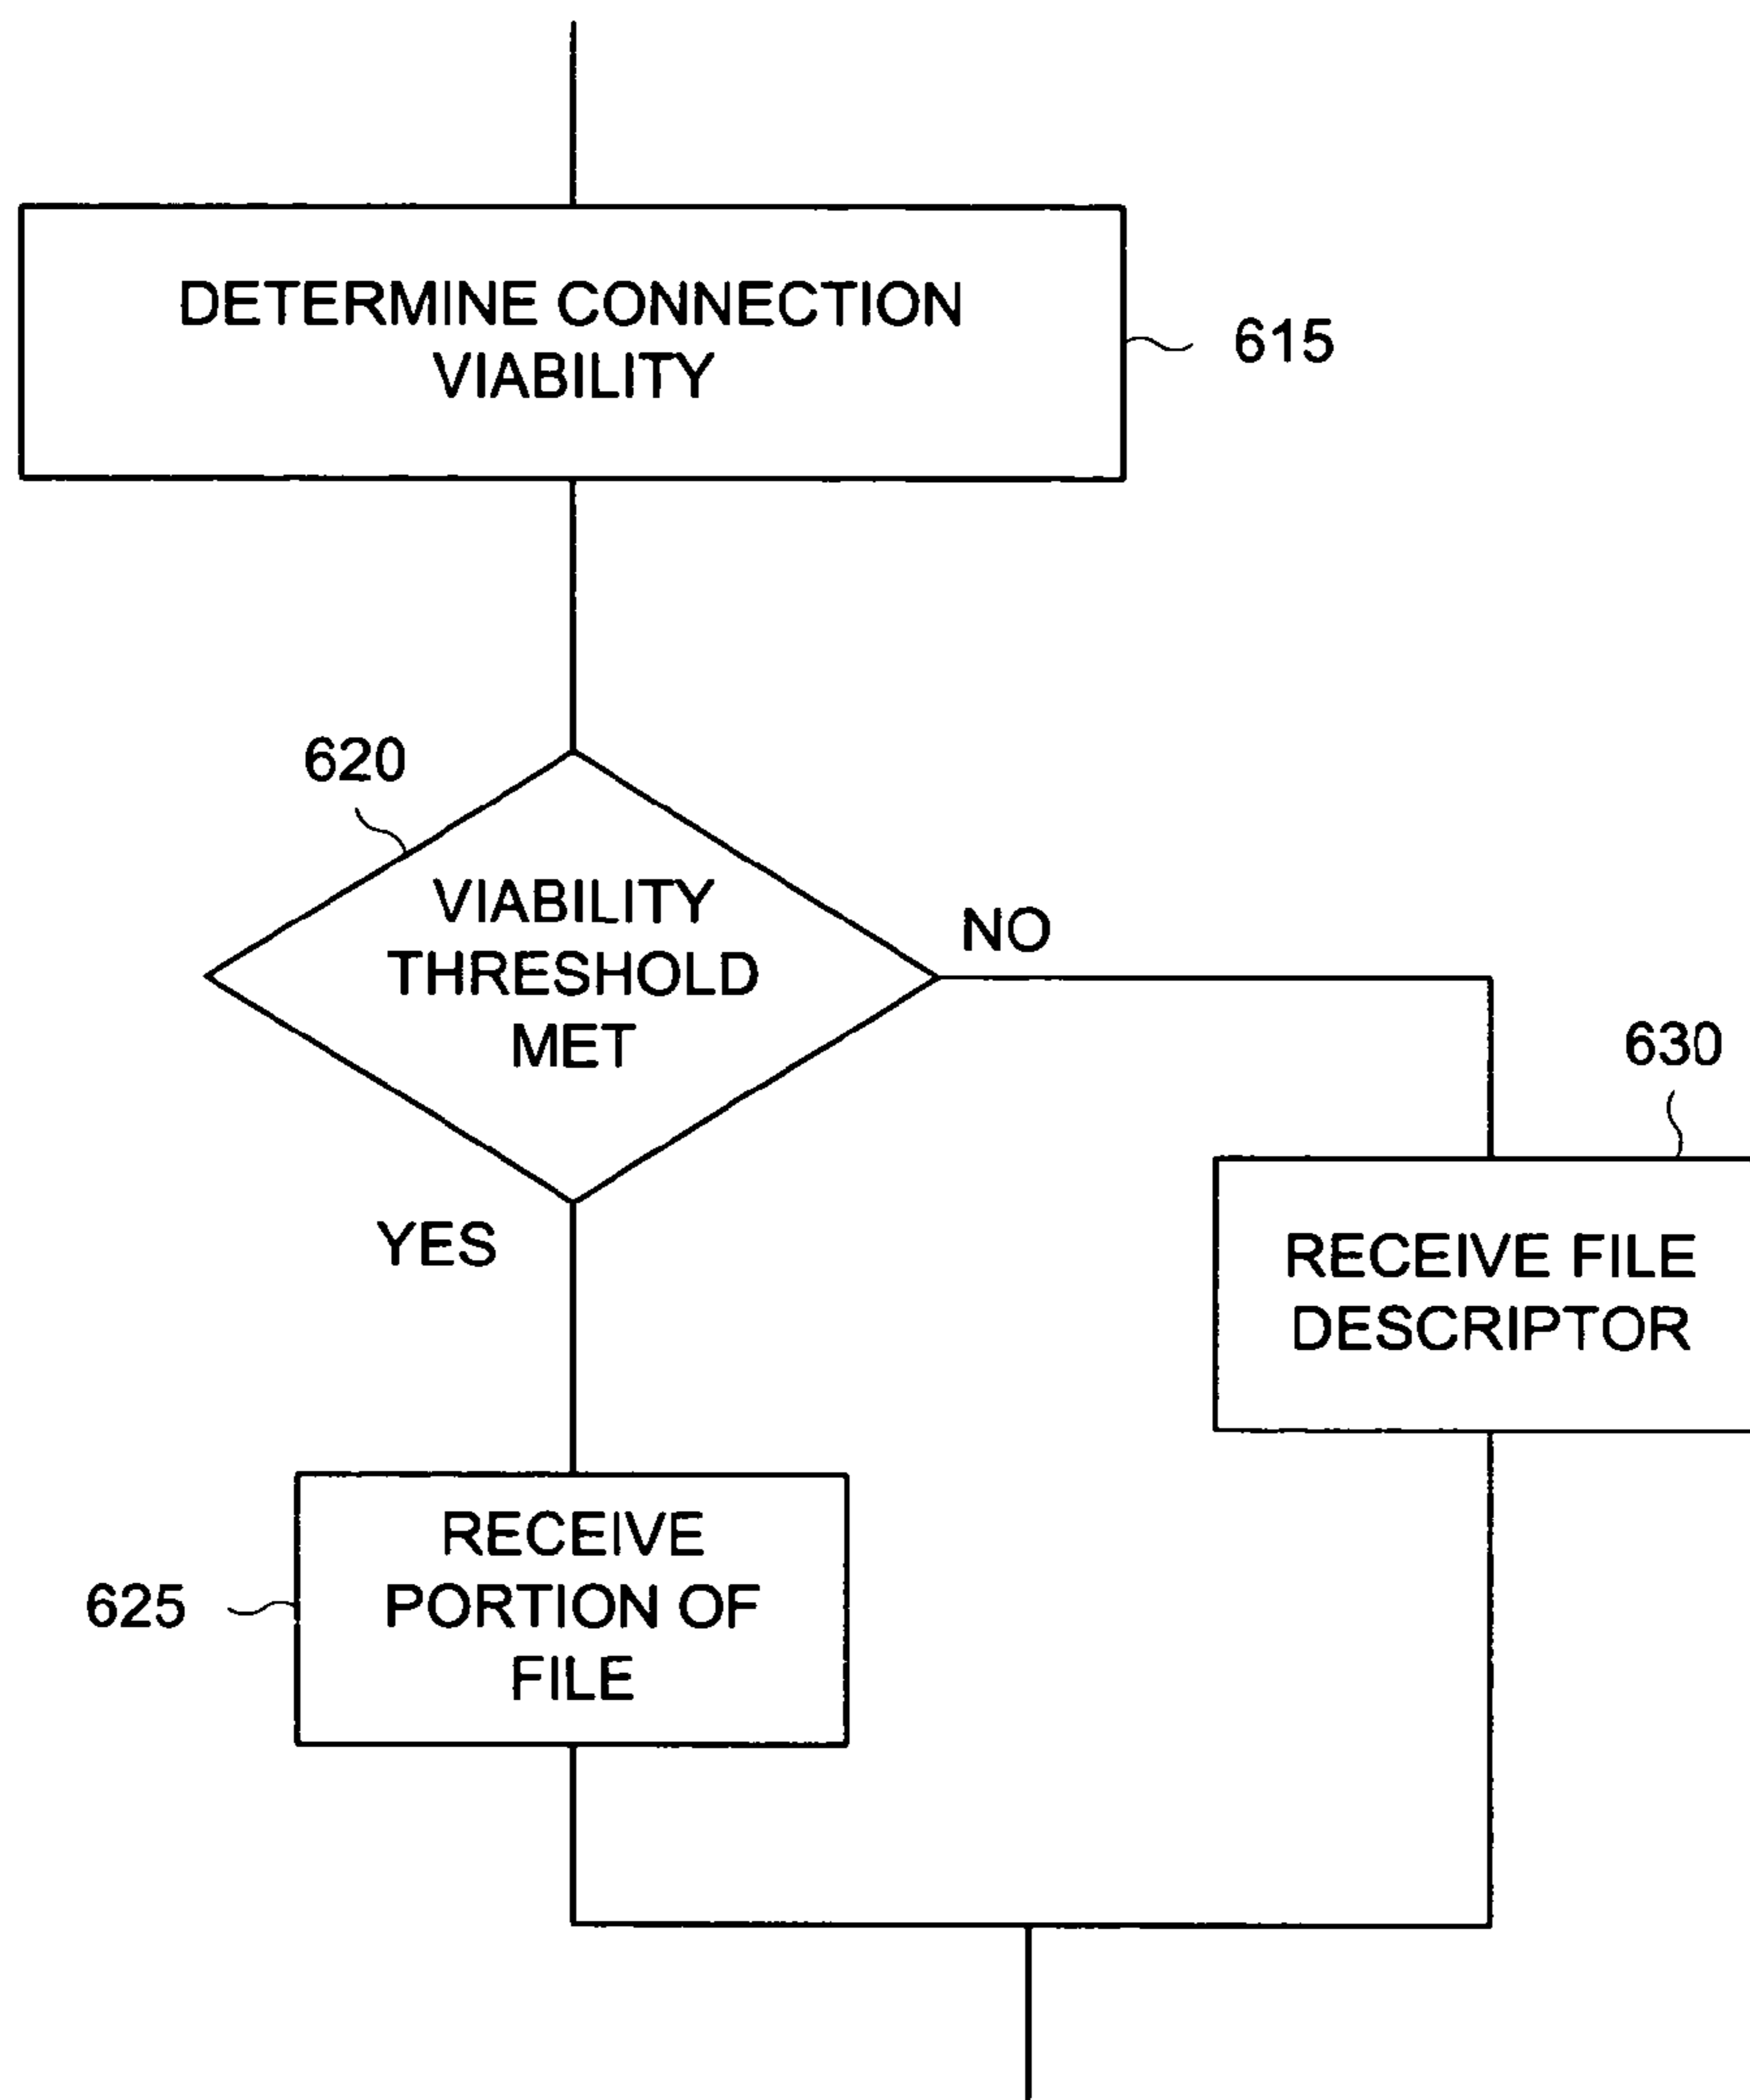 DETERMINE CONNECTION
VIABILITY
615
620
VIABILITY
THRESHOLD
MET
NO
630
YES
RECEIVE FILE
DESCRIPTOR
RECEIVE
PORTION OF
FILE
625